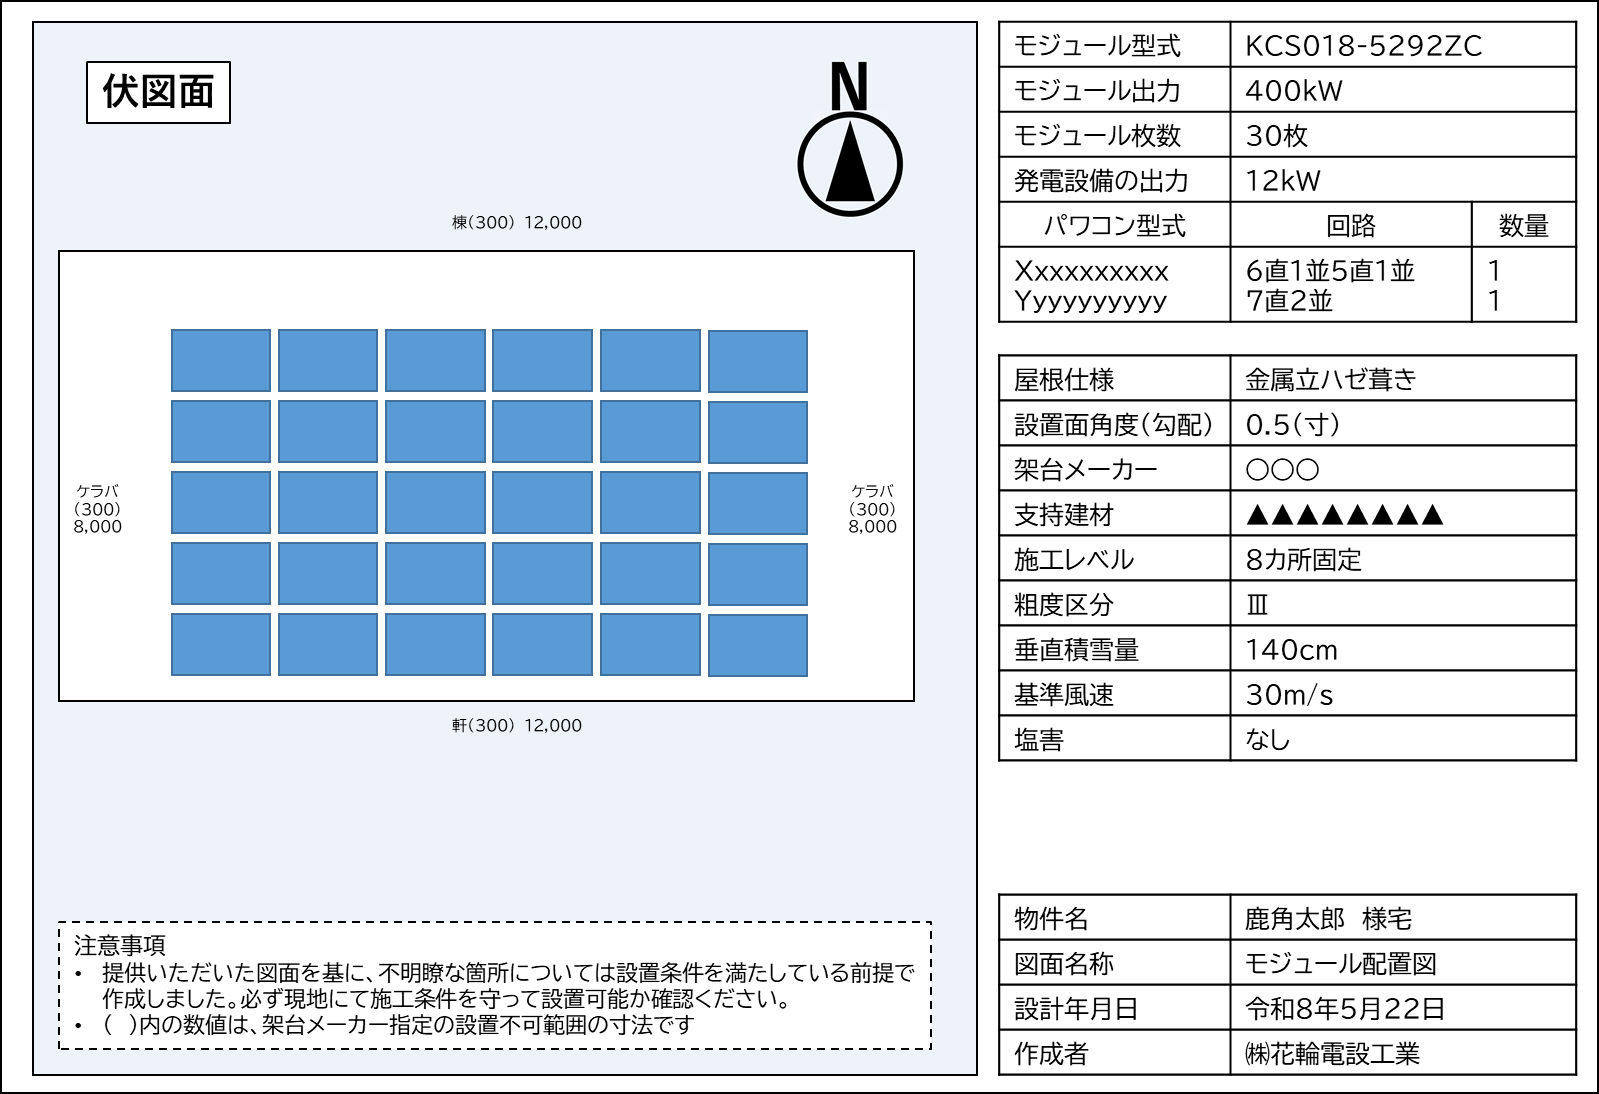 伏図面
N
棟(300) 12,000
ケラバ
(300)
8,000
ケラバ
(300)
8,000
軒(300) 12,000
注意事項
• 提供いただいた図面を基に、不明瞭な箇所については設置条件を満たしている前提で
作成しました。必ず現地にて施工条件を守って設置可能か確認ください。
• ( )内の数値は、架台メーカー指定の設置不可範囲の寸法です
モジュール型式 KCS018-5292ZC
モジュール出力 400kW
モジュール枚数 30枚
発電設備の出力 12kW
パワコン型式 回路 数量
Xxxxxxxxxx 6直1並5直1並 1
Yyyyyyyyyy 7直2並 1
屋根仕様 金属立ハゼ葺き
設置面角度(勾配) 0.5(寸)
架台メーカー 〇〇〇
支持建材 ▲▲▲▲▲▲▲▲
施工レベル 8カ所固定
粗度区分 Ⅲ
垂直積雪量 140cm
基準風速 30m/s
塩害 なし
物件名 鹿角太郎 様宅
図面名称 モジュール配置図
設計年月日 令和8年5月22日
作成者 ㈱花輪電設工業